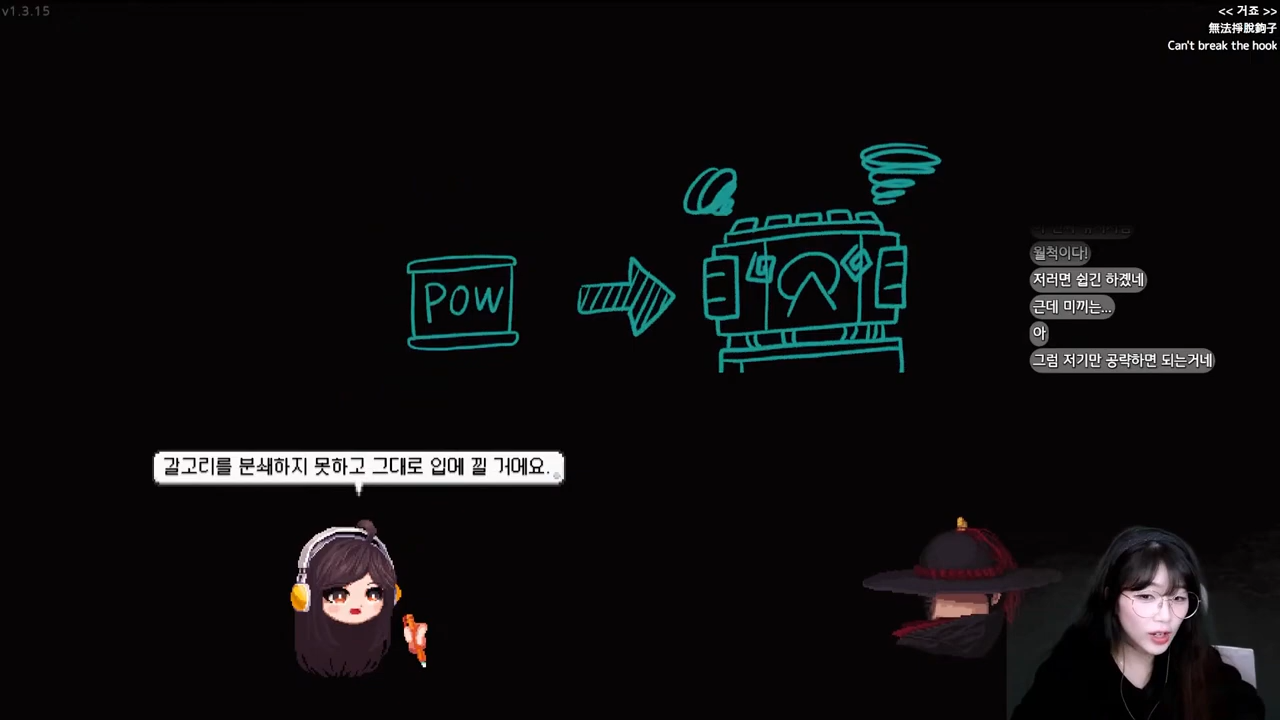 v1.3.15
<< 거죠 >>
無法掙脫鉤子
Can't break the hook
POW
월척이다!
저러면 쉽긴 하겠네
근데 미끼는...
아
그럼 저기만 공략하면 되는거네
갈고리를 분쇄하지 못하고 그대로 입에 낄 거에요.